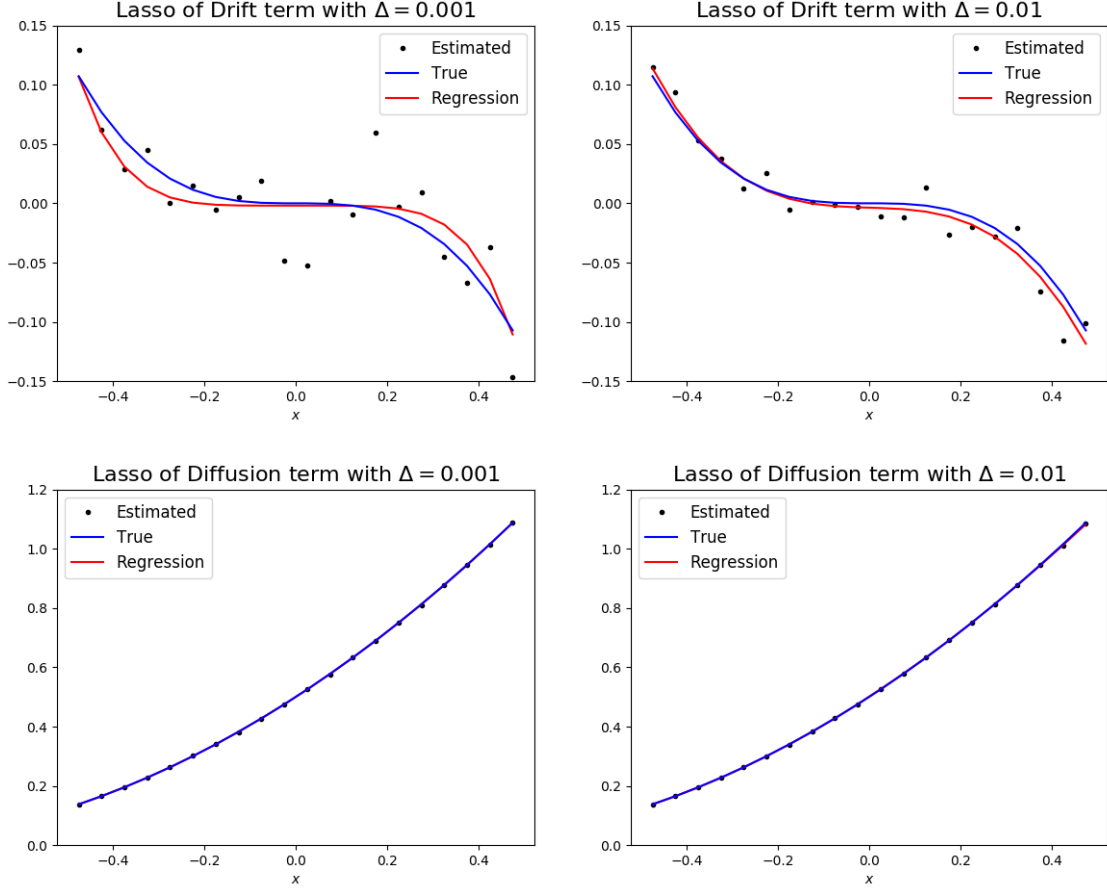 Lasso of Drift term with Δ = 0.001
0.15
0.10
0.05
0.00
−0.05
−0.10
−0.15
Estimated
True
Regression
−0.4 −0.2 0.0 0.2 0.4
x
Lasso of Drift term with Δ = 0.01
0.15
0.10
0.05
0.00
−0.05
−0.10
−0.15
Estimated
True
Regression
−0.4 −0.2 0.0 0.2 0.4
x
Lasso of Diffusion term with Δ = 0.001
1.2
1.0
0.8
0.6
0.4
0.2
0.0
Estimated
True
Regression
−0.4 −0.2 0.0 0.2 0.4
x
Lasso of Diffusion term with Δ = 0.01
1.2
1.0
0.8
0.6
0.4
0.2
0.0
Estimated
True
Regression
−0.4 −0.2 0.0 0.2 0.4
x